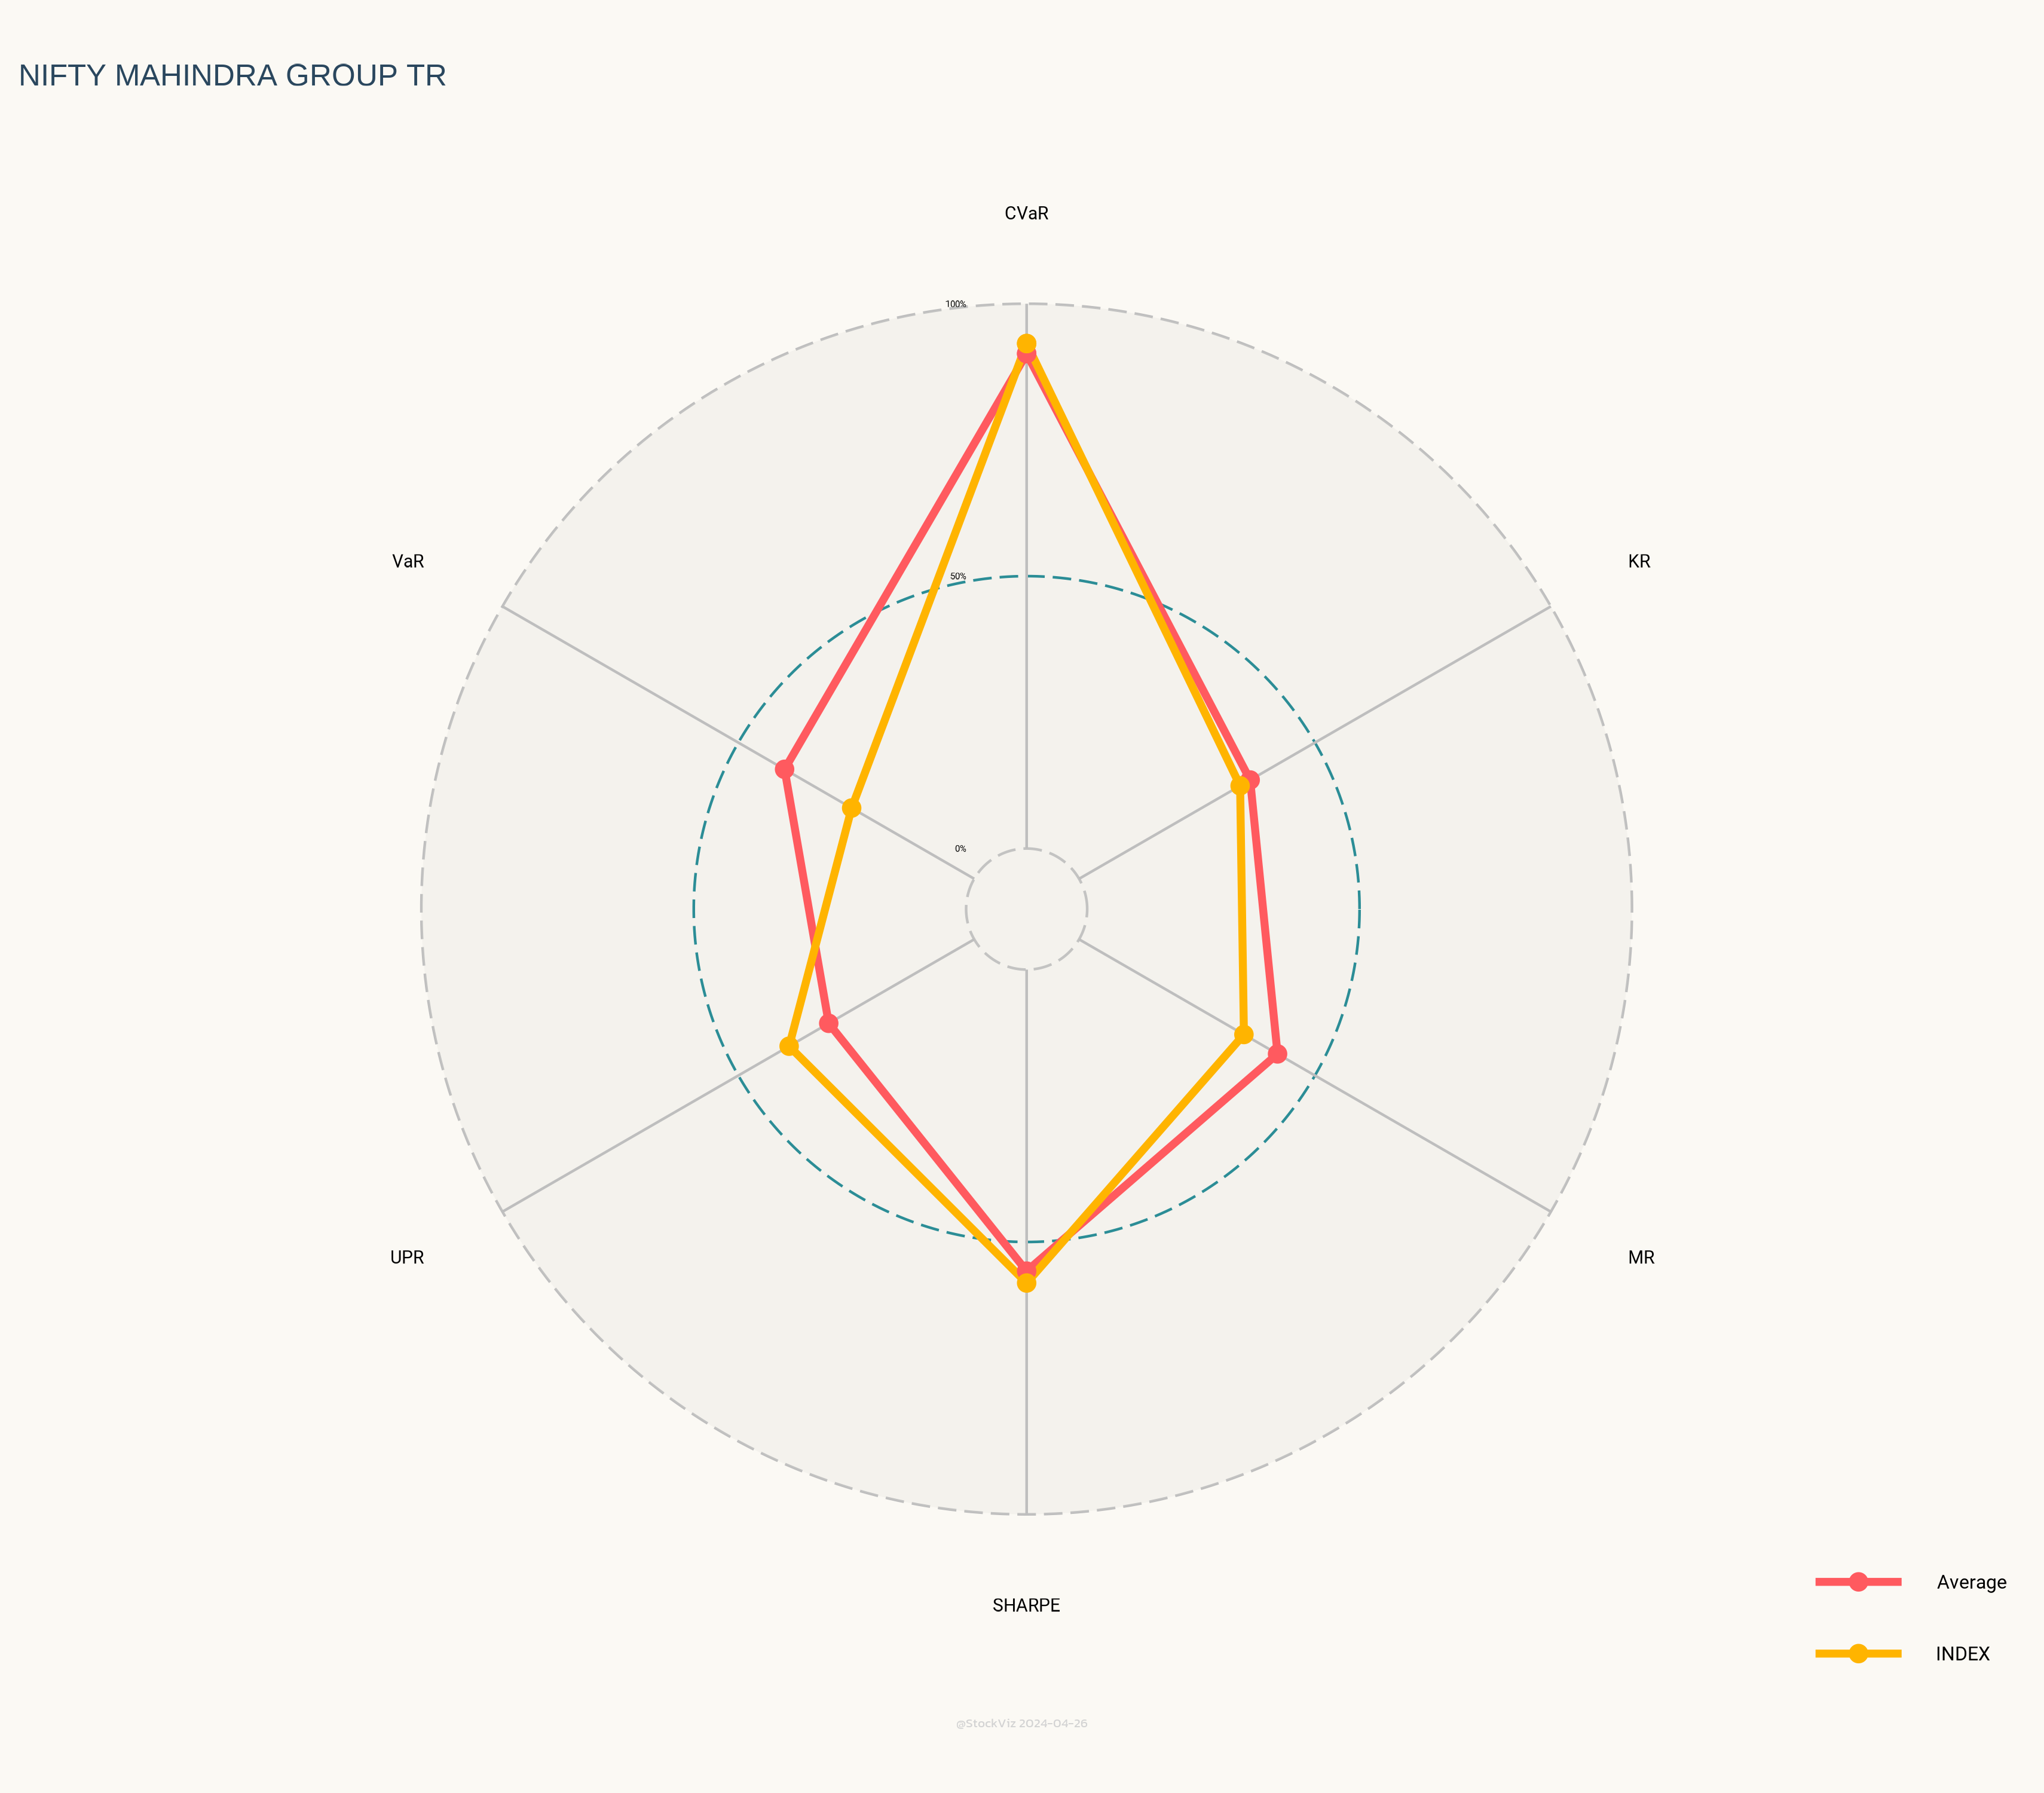 NIFTY MAHINDRA GROUP TR
CVaR
100%
VaR
KR
50%
0%
UPR
MR
SHARPE
Average
INDEX
@StockViz 2024-04-26